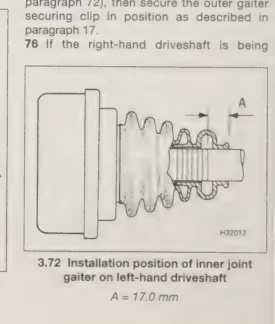 paragraph 72), then secure the outer gaiter
securing clip in position as described in
paragraph 17.
76 If the right-hand driveshaft is being
A
H32012
3.72 Installation position of inner joint
gaiter on left-hand driveshaft
A = 17.0 mm